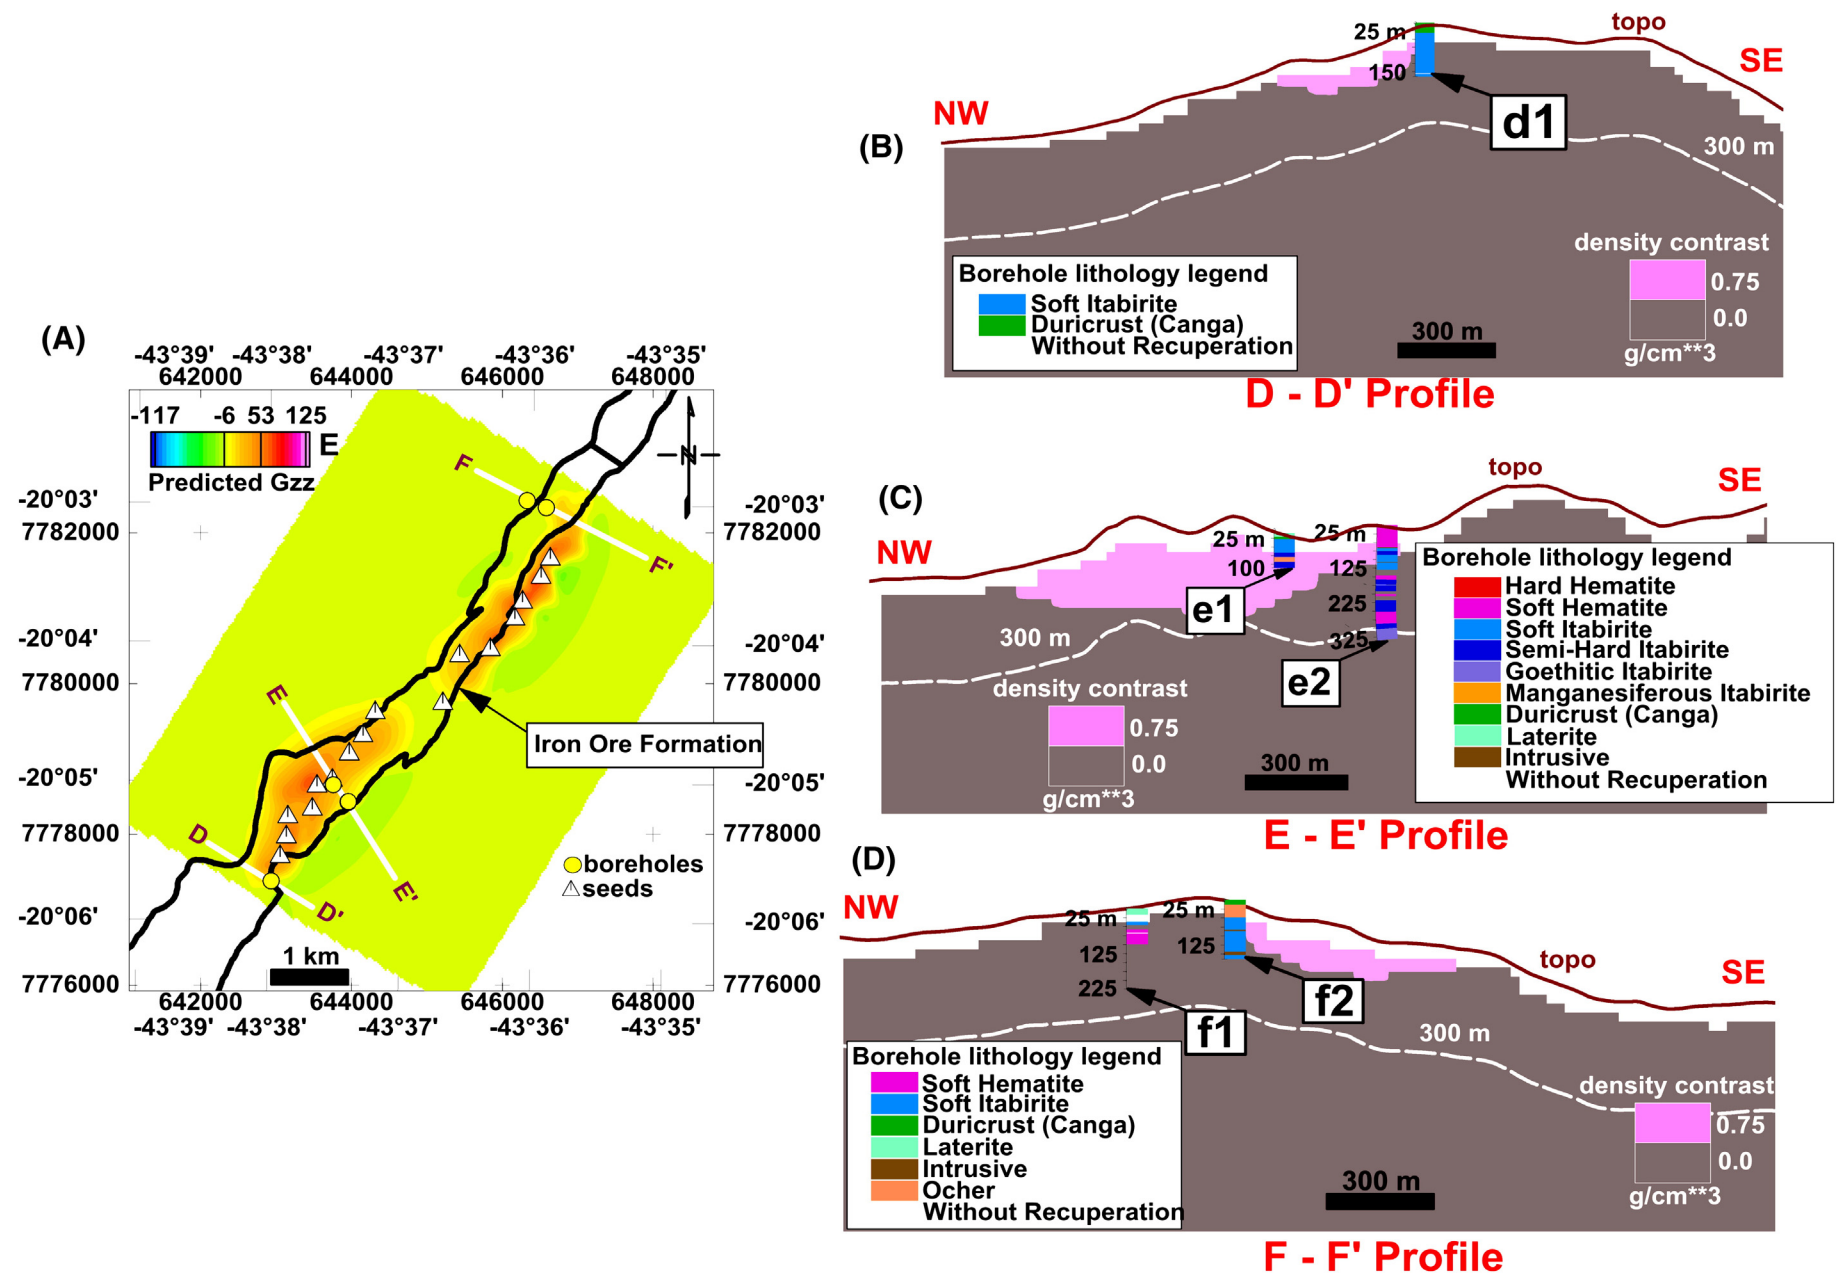 (A)
-43°39' -43°38' -43°37' -43°36' -43°35'
642000 644000 646000 648000
-117 -6 53 125 E
Predicted Gzz
N
F
F'
E
E'
D
D'
-20°03' -20°03'
7782000 7782000
-20°04' -20°04'
7780000 7780000
Iron Ore Formation
-20°05' -20°05'
7778000 7778000
boreholes
seeds
-20°06' -20°06'
1 km
7776000 7776000
642000 644000 646000 648000
-43°39' -43°38' -43°37' -43°36' -43°35'
(B)
NW
SE
topo
25 m
150
d1
300 m
density contrast
0.75
0.0
g/cm**3
Borehole lithology legend
Soft Itabirite
Duricrust (Canga)
Without Recuperation
300 m
D - D' Profile
(C)
NW
SE
topo
25 m
100
25 m
125
225
325
e1
e2
300 m
density contrast
0.75
0.0
g/cm**3
300 m
Borehole lithology legend
Hard Hematite
Soft Hematite
Soft Itabirite
Semi-Hard Itabirite
Goethitic Itabirite
Manganesiferous Itabirite
Duricrust (Canga)
Laterite
Intrusive
Without Recuperation
E - E' Profile
(D)
NW
SE
topo
25 m
125
225
25 m
125
f1
f2
300 m
density contrast
0.75
0.0
g/cm**3
Borehole lithology legend
Soft Hematite
Soft Itabirite
Duricrust (Canga)
Laterite
Intrusive
Ocher
Without Recuperation
300 m
F - F' Profile